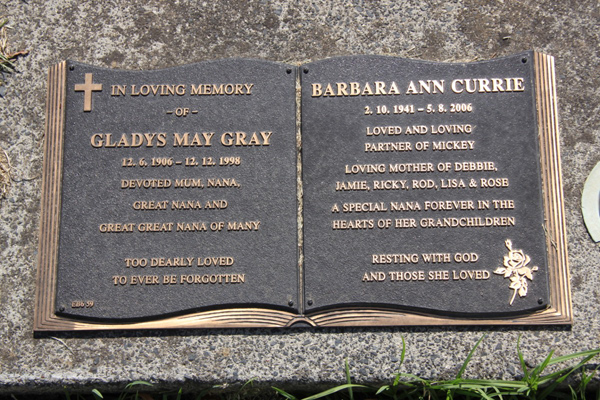 IN LOVING MEMORY
– OF –
GLADYS MAY GRAY
12. 6. 1906 – 12. 12. 1998
DEVOTED MUM, NANA,
GREAT NANA AND
GREAT GREAT NANA OF MANY
TOO DEARLY LOVED
TO EVER BE FORGOTTEN
EB6 59
BARBARA ANN CURRIE
2. 10. 1941 – 5. 8. 2006
LOVED AND LOVING
PARTNER OF MICKEY
LOVING MOTHER OF DEBBIE,
JAMIE, RICKY, ROD, LISA & ROSE
A SPECIAL NANA FOREVER IN THE
HEARTS OF HER GRANDCHILDREN
RESTING WITH GOD
AND THOSE SHE LOVED